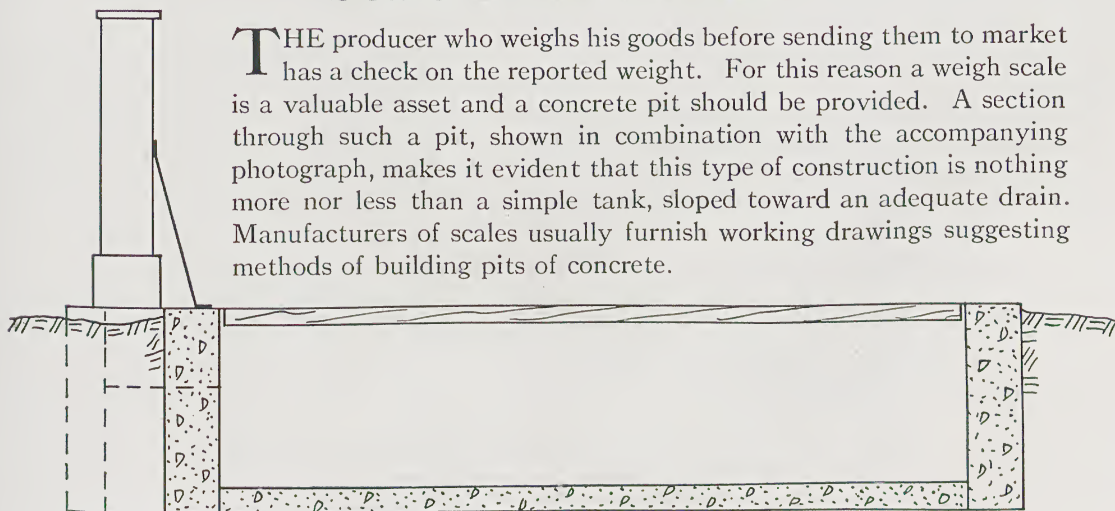 THE producer who weighs his goods before sending them to market
has a check on the reported weight. For this reason a weigh scale
is a valuable asset and a concrete pit should be provided. A section
through such a pit, shown in combination with the accompanying
photograph, makes it evident that this type of construction is nothing
more nor less than a simple tank, sloped toward an adequate drain.
Manufacturers of scales usually furnish working drawings suggesting
methods of building pits of concrete.